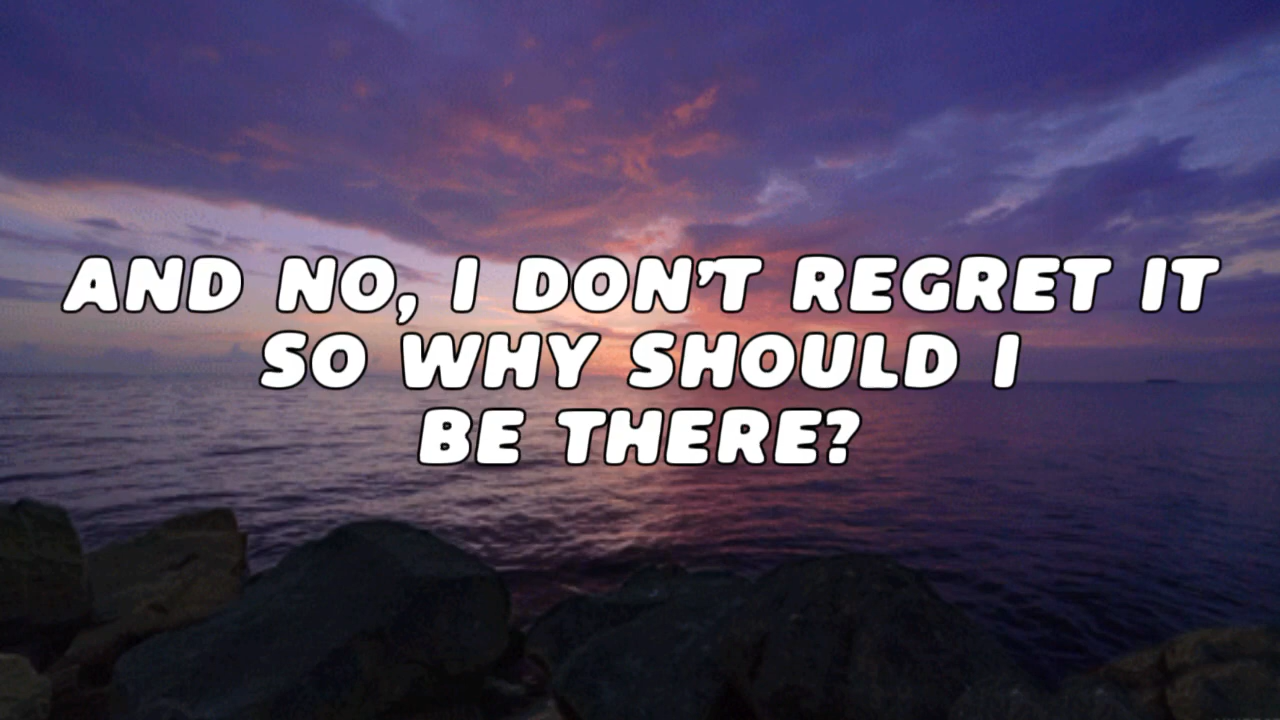 AND NO, I DON'T REGRET IT
SO WHY SHOULD I
BE THERE?